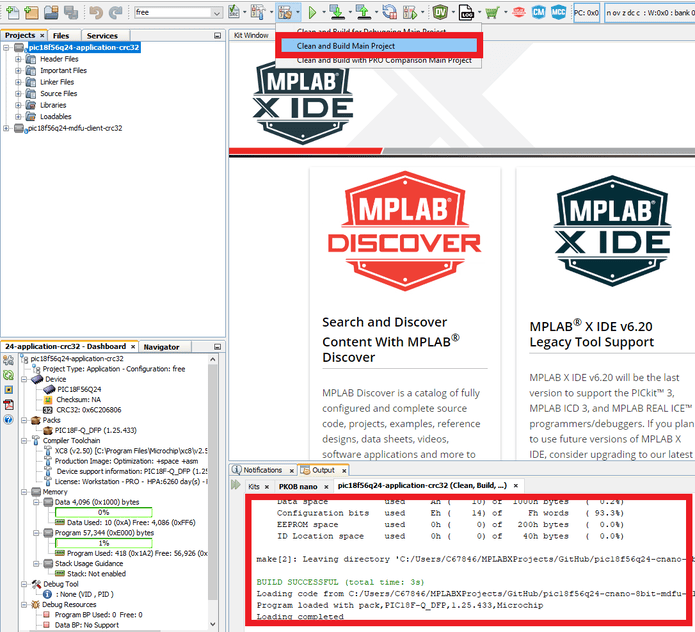 free
PC: 0x0
nov z dc c : W:0x0 : bank 0
DV
LOG
CM
MCC
Projects
Files
Services
pic18f56q24-application-crc32
Header Files
Important Files
Linker Files
Source Files
Libraries
Loadables
pic18f56q24-mdfu-client-crc32
Kit Window
Clean and Build for Debugging Main Project
Clean and Build Main Project
Clean and Build with PRO Comparison Main Project
MPLAB®
X IDE
MPLAB®
DISCOVER
MPLAB®
X IDE
Search and Discover
Content With MPLAB®
Discover
MPLAB Discover is a catalog of fully
configured and complete source
code, projects, examples, reference
designs, data sheets, videos,
software applications and more to
MPLAB® X IDE v6.20
Legacy Tool Support
MPLAB X IDE v6.20 will be the last
version to support the PICkit™ 3,
MPLAB ICD 3, and MPLAB REAL ICE™
programmers/debuggers. If you plan
to use future versions of MPLAB X
IDE, consider upgrading to our latest
24-application-crc32 - Dashboard
Navigator
pic18f56q24-application-crc32
Project Type: Application - Configuration: free
Device
PIC18F56Q24
Checksum: NA
CRC32: 0x6C206806
Packs
PIC18F-Q_DFP (1.25.433)
Compiler Toolchain
XC8 (v2.50) [C:\Program Files\Microchip\xc8\v2.5
Production Image: Optimization: +space +asm
Device support information: PIC18F-Q_DFP (1.25
License: Workstation - PRO - HPA:6260 day(s) - l
Memory
Data 4,096 (0x1000) bytes
0%
Data Used: 10 (0xA) Free: 4,086 (0xFF6)
Program 57,344 (0xE000) bytes
1%
Program Used: 418 (0x1A2) Free: 56,926 (0x
Stack Usage Guidance
Stack: Not enabled
Debug Tool
None (VID , PID )
Debug Resources
Program BP Used: 0 Free: 0
Data BP: No Support
Notifications
Output
Kits
PKOB nano
pic18f56q24-application-crc32 (Clean, Build, ...)
Data space used Ah ( 10) of 1000h bytes ( 0.2%)
Configuration bits used Eh ( 14) of Fh words ( 93.3%)
EEPROM space used 0h ( 0) of 200h bytes ( 0.0%)
ID Location space used 0h ( 0) of 40h bytes ( 0.0%)
make[2]: Leaving directory 'C:/Users/C67846/MPLABXProjects/GitHub/pic18f56q24-cnano-8b
BUILD SUCCESSFUL (total time: 3s)
Loading code from C:/Users/C67846/MPLABXProjects/GitHub/pic18f56q24-cnano-8bit-mdfu-
Program loaded with pack,PIC18F-Q_DFP,1.25.433,Microchip
Loading completed